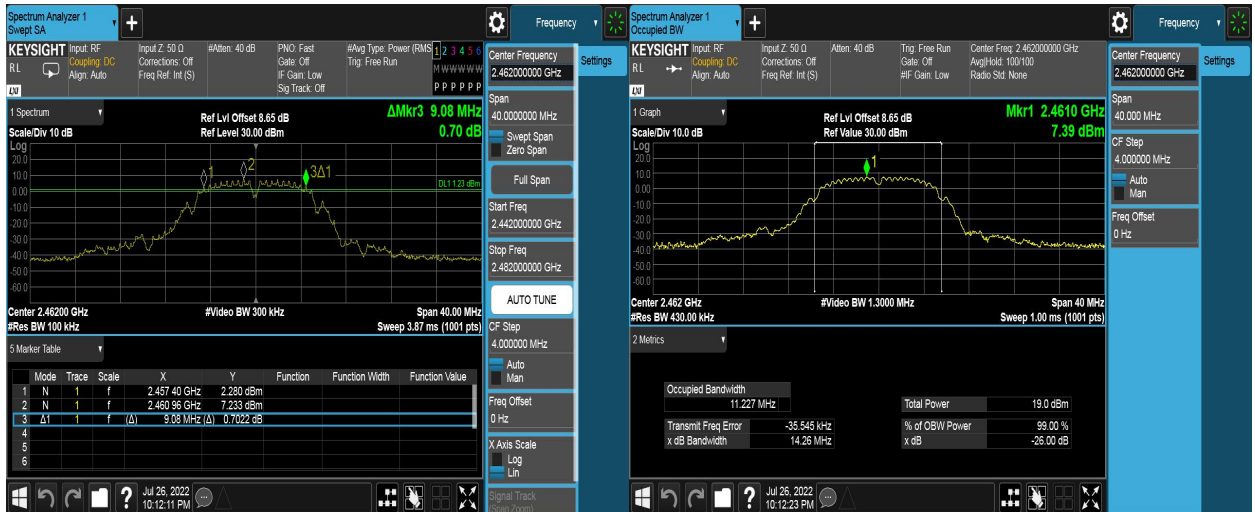 Spectrum Analyzer 1
Swept SA
+
Frequency
KEYSIGHT Input: RF Input Z: 50 Ω #Atten: 40 dB PNO: Fast #Avg Type: Power (RMS 1 2 3 4 5 6
RL Coupling: DC Corrections: Off Gate: Off Trig: Free Run M W W W W W
Align: Auto Freq Ref: Int (S) IF Gain: Low
LXI Sig Track: Off P P P P P P
1 Spectrum Ref Lvl Offset 8.65 dB ΔMkr3 9.08 MHz
Scale/Div 10 dB Ref Level 30.00 dBm 0.70 dB
Log
20.0
10.0
0.00
-10.0
-20.0
-30.0
-40.0
-50.0
-60.0
1
2
3Δ1
DL1 1.23 dBm
Center 2.46200 GHz #Video BW 300 kHz Span 40.00 MHz
#Res BW 100 kHz Sweep 3.87 ms (1001 pts)
5 Marker Table
Mode Trace Scale X Y Function Function Width Function Value
1 N 1 f 2.457 40 GHz 2.280 dBm
2 N 1 f 2.460 96 GHz 7.233 dBm
3 Δ1 1 f (Δ) 9.08 MHz (Δ) 0.7022 dB
4
5
6
Jul 26, 2022
10:12:11 PM
Center Frequency
2.462000000 GHz
Settings
Span
40.0000000 MHz
Swept Span
Zero Span
Full Span
Start Freq
2.442000000 GHz
Stop Freq
2.482000000 GHz
AUTO TUNE
CF Step
4.000000 MHz
Auto
Man
Freq Offset
0 Hz
X Axis Scale
Log
Lin
Signal Track
(Span Zoom)
Spectrum Analyzer 1
Occupied BW
+
Frequency
KEYSIGHT Input: RF Input Z: 50 Ω Atten: 40 dB Trig: Free Run Center Freq: 2.462000000 GHz
RL Coupling: DC Corrections: Off Gate: Off Avg|Hold: 100/100
Align: Auto Freq Ref: Int (S) #IF Gain: Low Radio Std: None
LXI
1 Graph Ref Lvl Offset 8.65 dB Mkr1 2.4610 GHz
Scale/Div 10.0 dB Ref Value 30.00 dBm 7.39 dBm
Log
20.0
10.0
0.00
-10.0
-20.0
-30.0
-40.0
-50.0
-60.0
1
Center 2.462 GHz #Video BW 1.3000 MHz Span 40 MHz
#Res BW 430.00 kHz Sweep 1.00 ms (1001 pts)
2 Metrics
Occupied Bandwidth
11.227 MHz Total Power 19.0 dBm
Transmit Freq Error -35.545 kHz % of OBW Power 99.00 %
x dB Bandwidth 14.26 MHz x dB -26.00 dB
Jul 26, 2022
10:12:23 PM
Center Frequency
2.462000000 GHz
Settings
Span
40.000 MHz
CF Step
4.000000 MHz
Auto
Man
Freq Offset
0 Hz